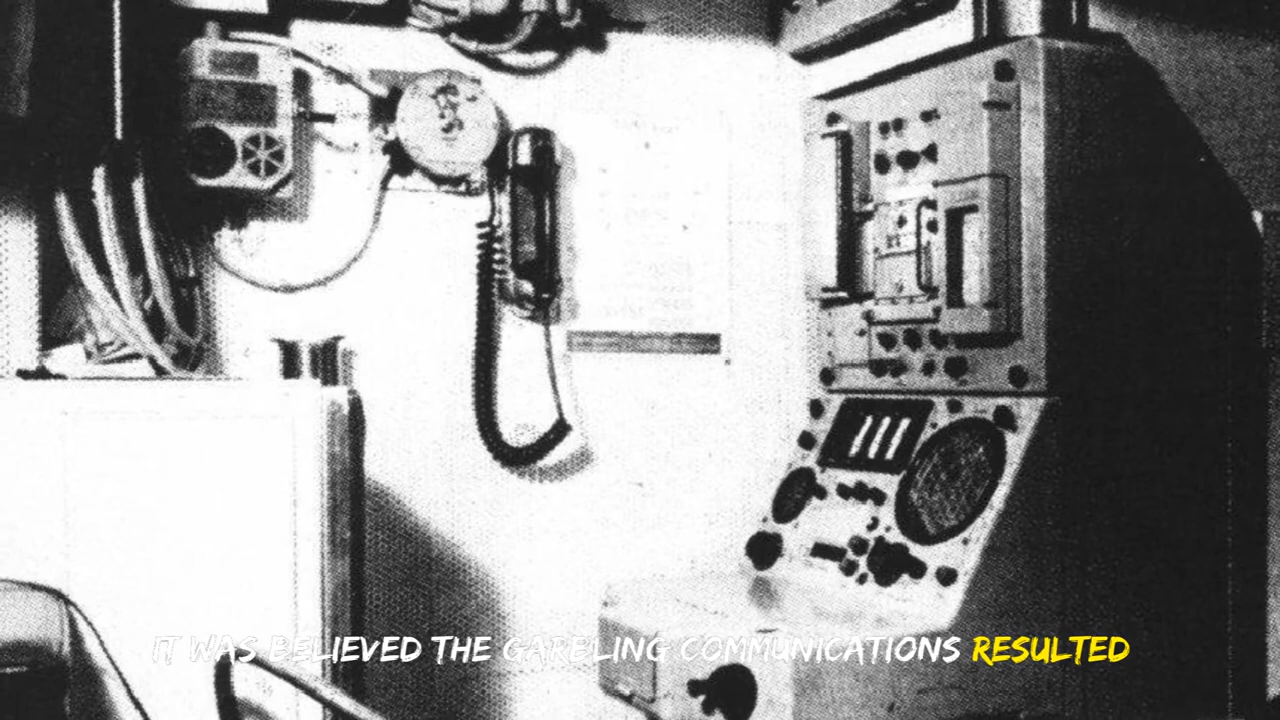 IT WAS BELIEVED THE GARBLING COMMUNICATIONS RESULTED